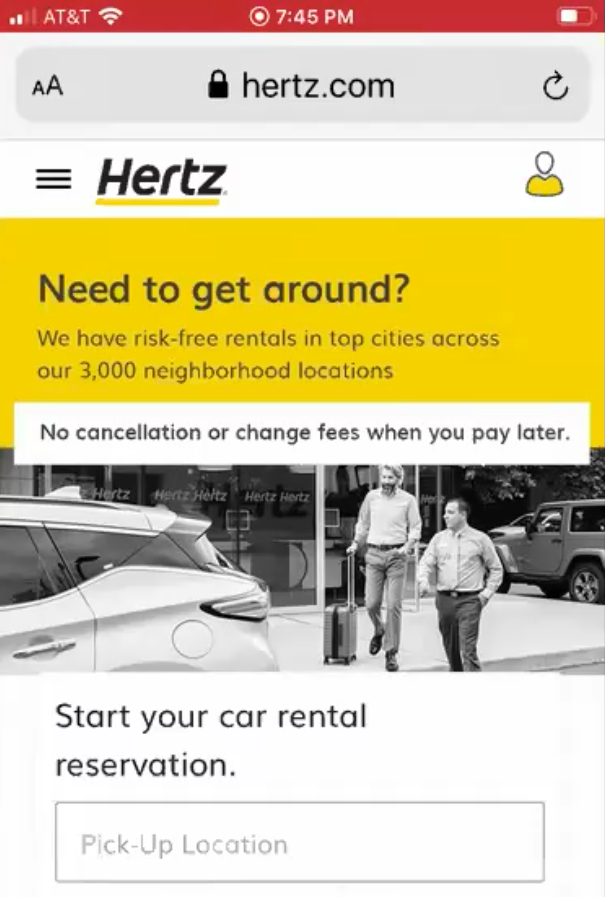 AT&T 7:45 PM
AA hertz.com
Hertz
Need to get around?
We have risk-free rentals in top cities across
our 3,000 neighborhood locations
No cancellation or change fees when you pay later.
Hertz Hertz Hertz Hertz Hertz Hertz
Start your car rental
reservation.
Pick-Up Location